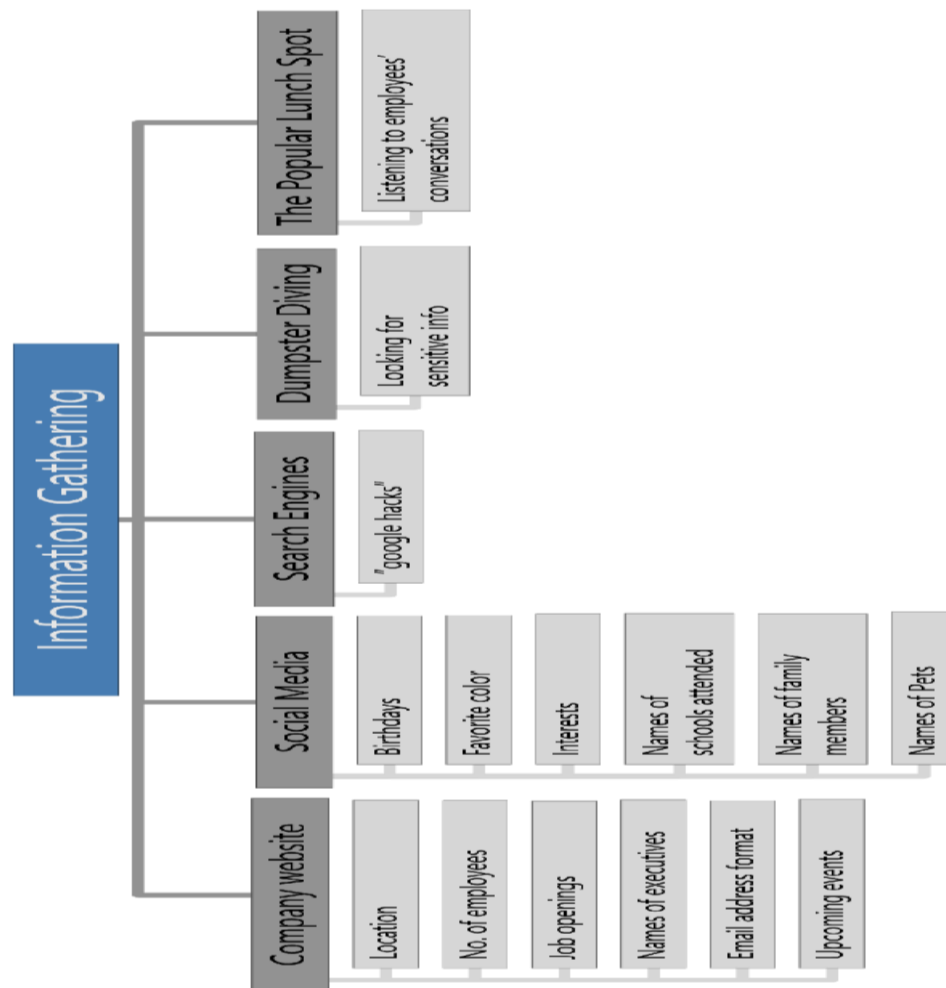 Information Gathering
Company website
Location
No. of employees
Job openings
Names of executives
Email address format
Upcoming events
Social Media
Birthdays
Favorite color
Interests
Names of
schools attended
Names of family
members
Names of Pets
Search Engines
"google hacks"
Dumpster Diving
Looking for
sensitive info
The Popular Lunch Spot
Listening to employees'
conversations